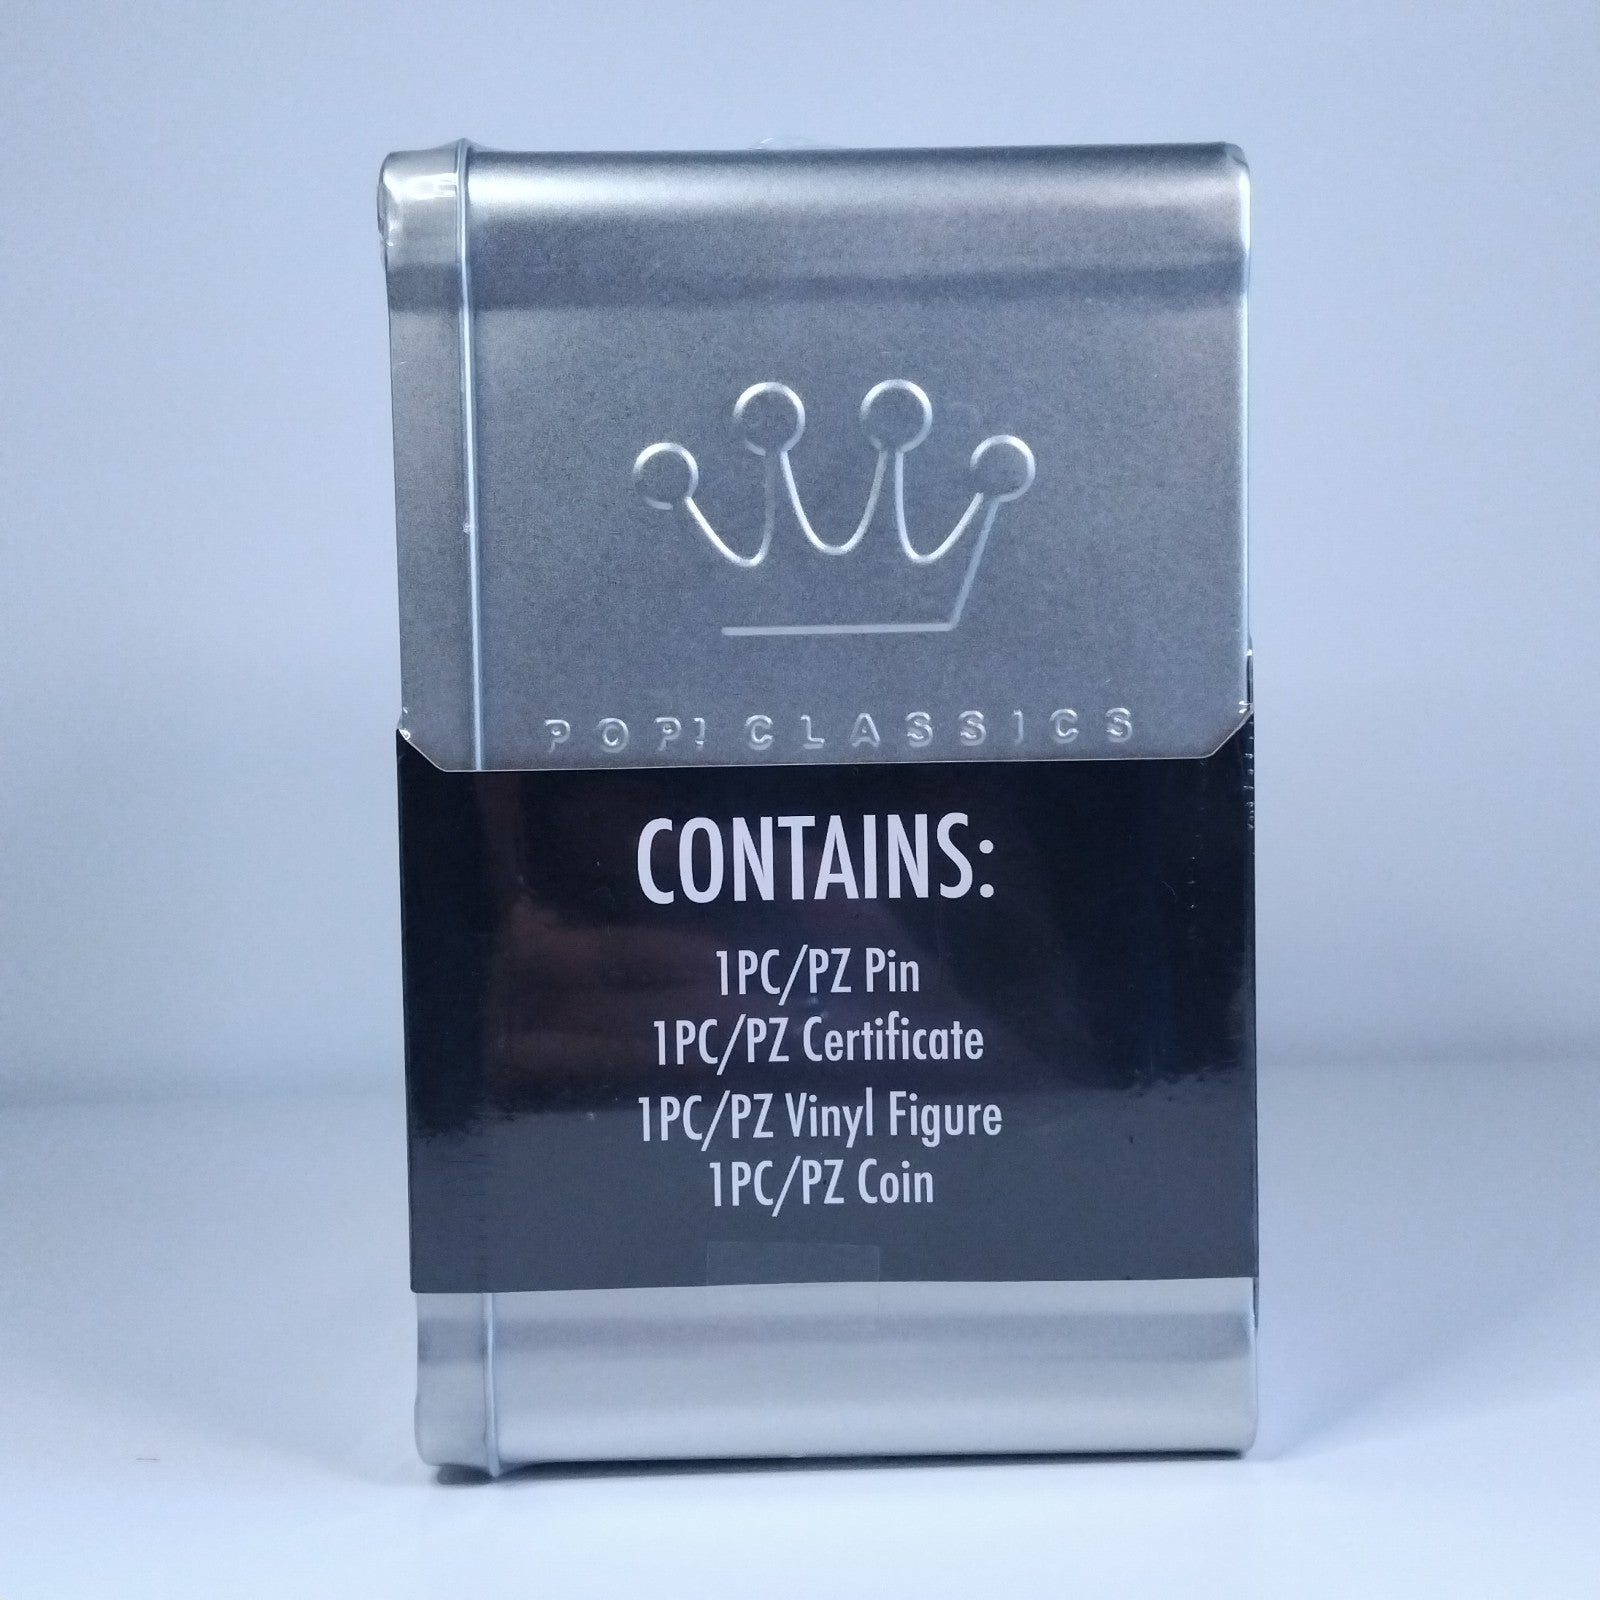 POP! CLASSICS
CONTAINS:
1PC/PZ Pin
1PC/PZ Certificate
1PC/PZ Vinyl Figure
1PC/PZ Coin